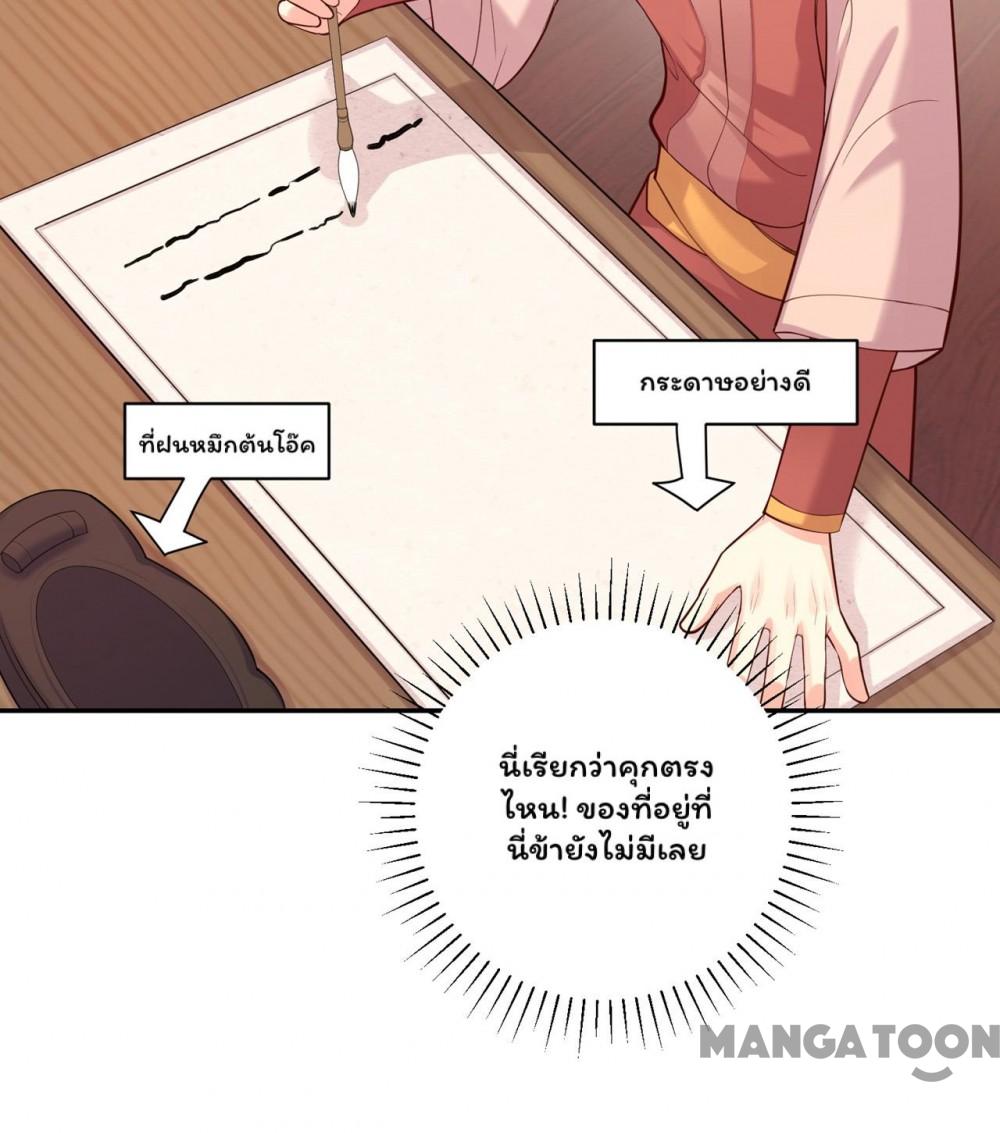 กระดาษอย่างดี
ที่ฝนหมึกต้นโอ๊ค
นี่เรียกว่าคุกตรง
ไหน! ของที่อยู่ที่
นี่ข้ายังไม่มีเลย
MANGATOON